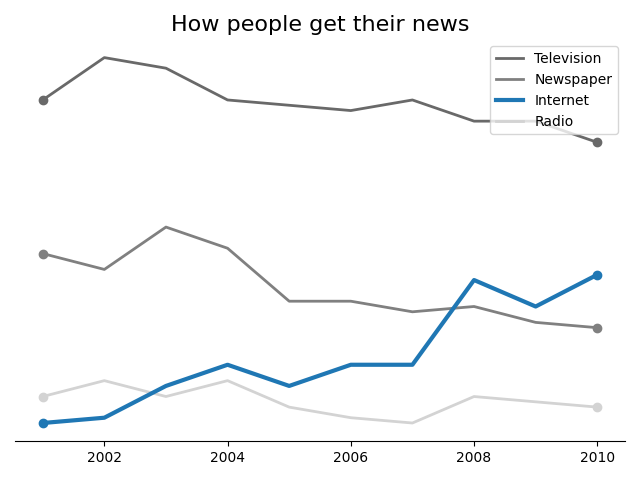 How people get their news
Television
Newspaper
Internet
Radio
2002 2004 2006 2008 2010